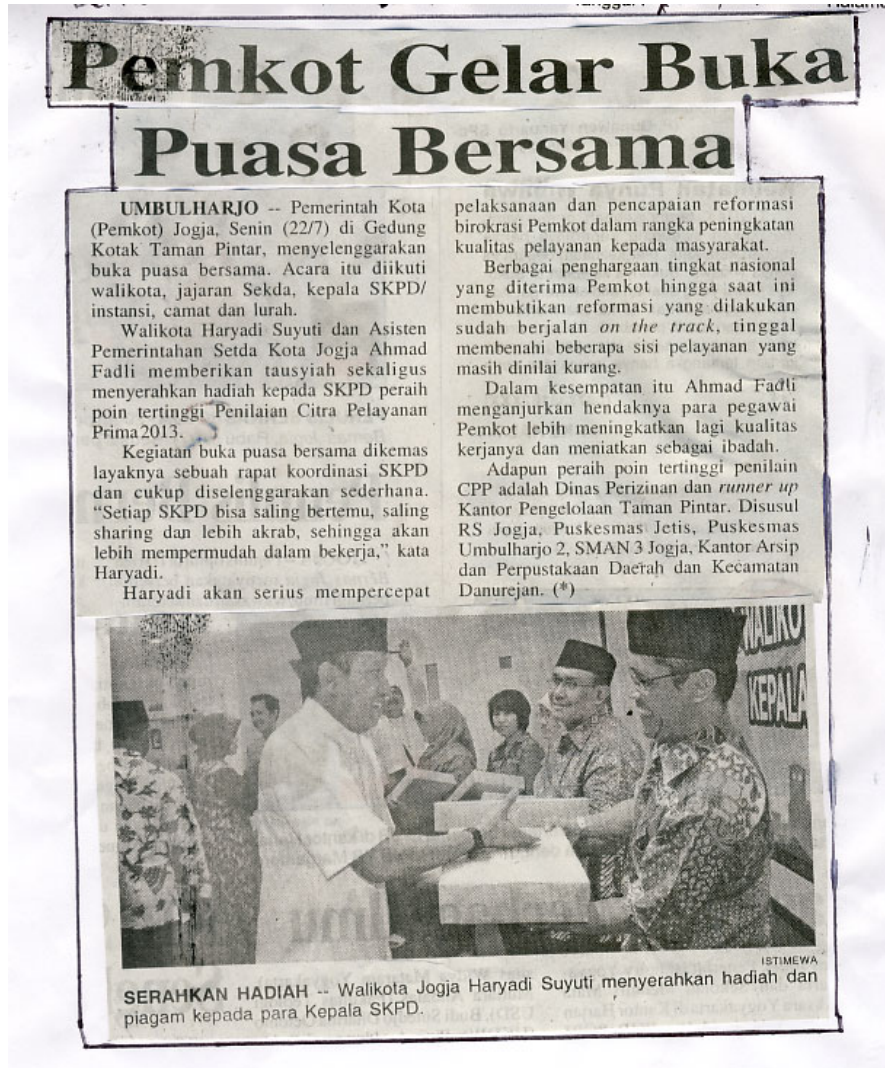 Pemkot Gelar Buka
Puasa Bersama
UMBULHARJO -- Pemerintah Kota
(Pemkot) Jogja, Senin (22/7) di Gedung
Kotak Taman Pintar, menyelenggarakan
buka puasa bersama. Acara itu diikuti
walikota, jajaran Sekda, kepala SKPD/
instansi, camat dan lurah.
Walikota Haryadi Suyuti dan Asisten
Pemerintahan Setda Kota Jogja Ahmad
Fadli memberikan tausyiah sekaligus
menyerahkan hadiah kepada SKPD peraih
poin tertinggi Penilaian Citra Pelayanan
Prima 2013.
Kegiatan buka puasa bersama dikemas
layaknya sebuah rapat koordinasi SKPD
dan cukup diselenggarakan sederhana.
“Setiap SKPD bisa saling bertemu, saling
sharing dan lebih akrab, sehingga akan
lebih mempermudah dalam bekerja,” kata
Haryadi.
Haryadi akan serius mempercepat
pelaksanaan dan pencapaian reformasi
birokrasi Pemkot dalam rangka peningkatan
kualitas pelayanan kepada masyarakat.
Berbagai penghargaan tingkat nasional
yang diterima Pemkot hingga saat ini
membuktikan reformasi yang dilakukan
sudah berjalan on the track, tinggal
membenahi beberapa sisi pelayanan yang
masih dinilai kurang.
Dalam kesempatan itu Ahmad Fadli
menganjurkan hendaknya para pegawai
Pemkot lebih meningkatkan lagi kualitas
kerjanya dan meniatkan sebagai ibadah.
Adapun peraih poin tertinggi penilain
CPP adalah Dinas Perizinan dan runner up
Kantor Pengelolaan Taman Pintar. Disusul
RS Jogja, Puskesmas Jetis, Puskesmas
Umbulharjo 2, SMAN 3 Jogja, Kantor Arsip
dan Perpustakaan Daerah dan Kecamatan
Danurejan. (*)
WALIKO
KEPALA
ISTIMEWA
SERAHKAN HADIAH -- Walikota Jogja Haryadi Suyuti menyerahkan hadiah dan
piagam kepada para Kepala SKPD.